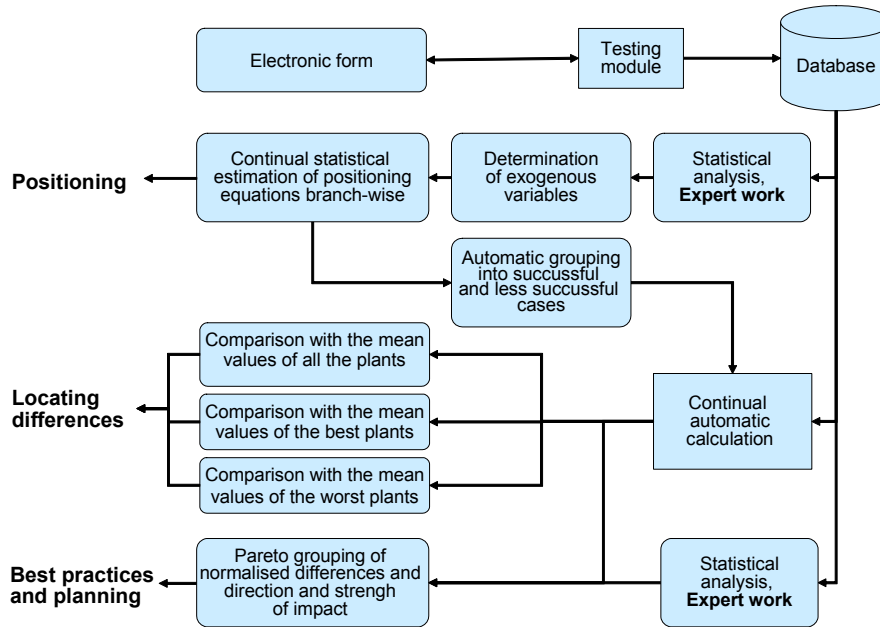 Electronic form
Testing
module
Database
Positioning
Continual statistical
estimation of positioning
equations branch-wise
Determination
of exogenous
variables
Statistical
analysis,
Expert work
Automatic grouping
into succussful
and less succussful
cases
Locating
differences
Comparison with the mean
values of all the plants
Comparison with the mean
values of the best plants
Comparison with the mean
values of the worst plants
Continual
automatic
calculation
Best practices
and planning
Pareto grouping of
normalised differences and
direction and strengh
of impact
Statistical
analysis,
Expert work